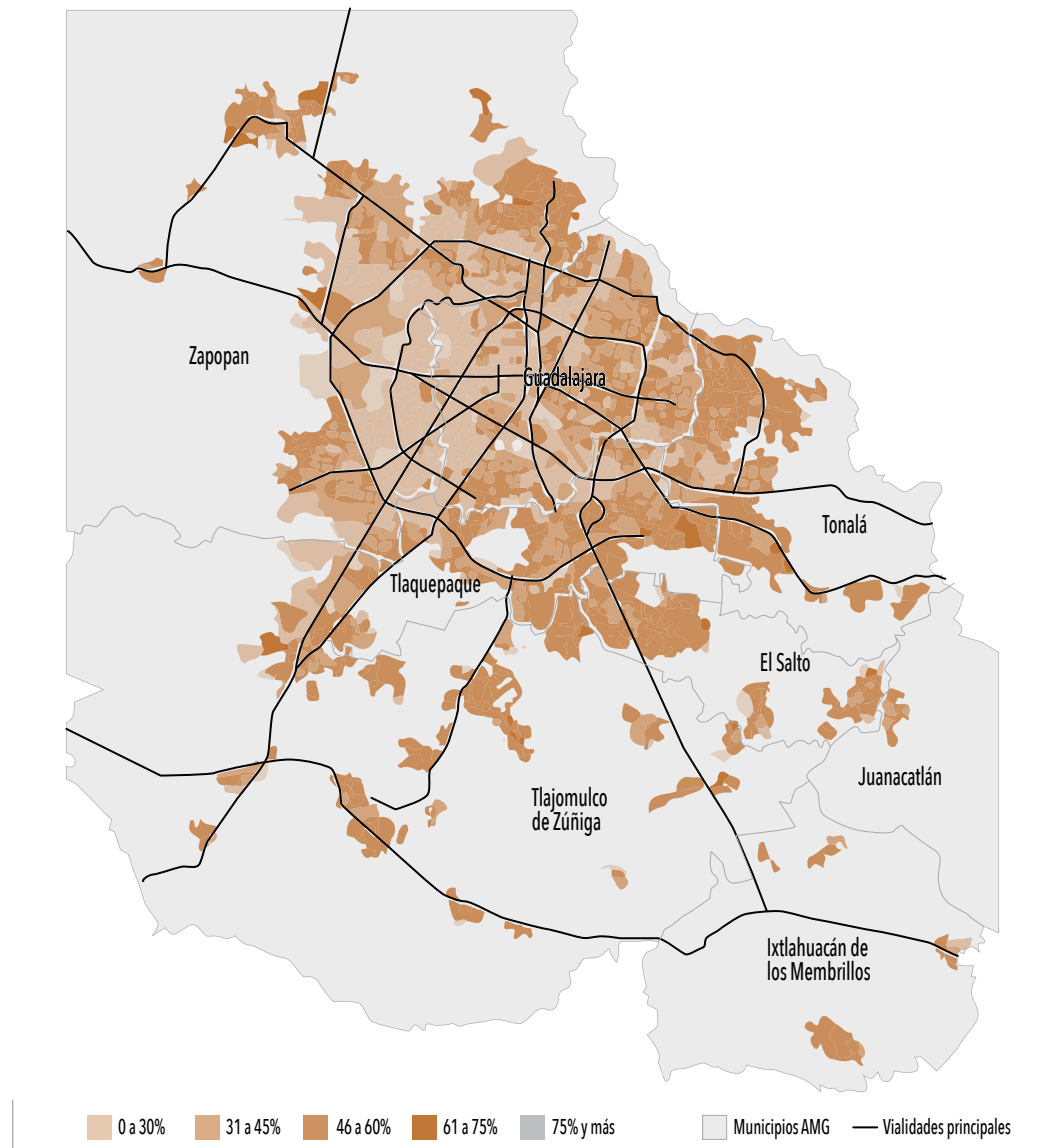 Zapopan
Guadalajara
Tonalá
Tlaquepaque
El Salto
Juanacatlán
Tlajomulco
de Zúñiga
Ixtlahuacán de
los Membrillos
0 a 30%
31 a 45%
46 a 60%
61 a 75%
75% y más
Municipios AMG
Vialidades principales